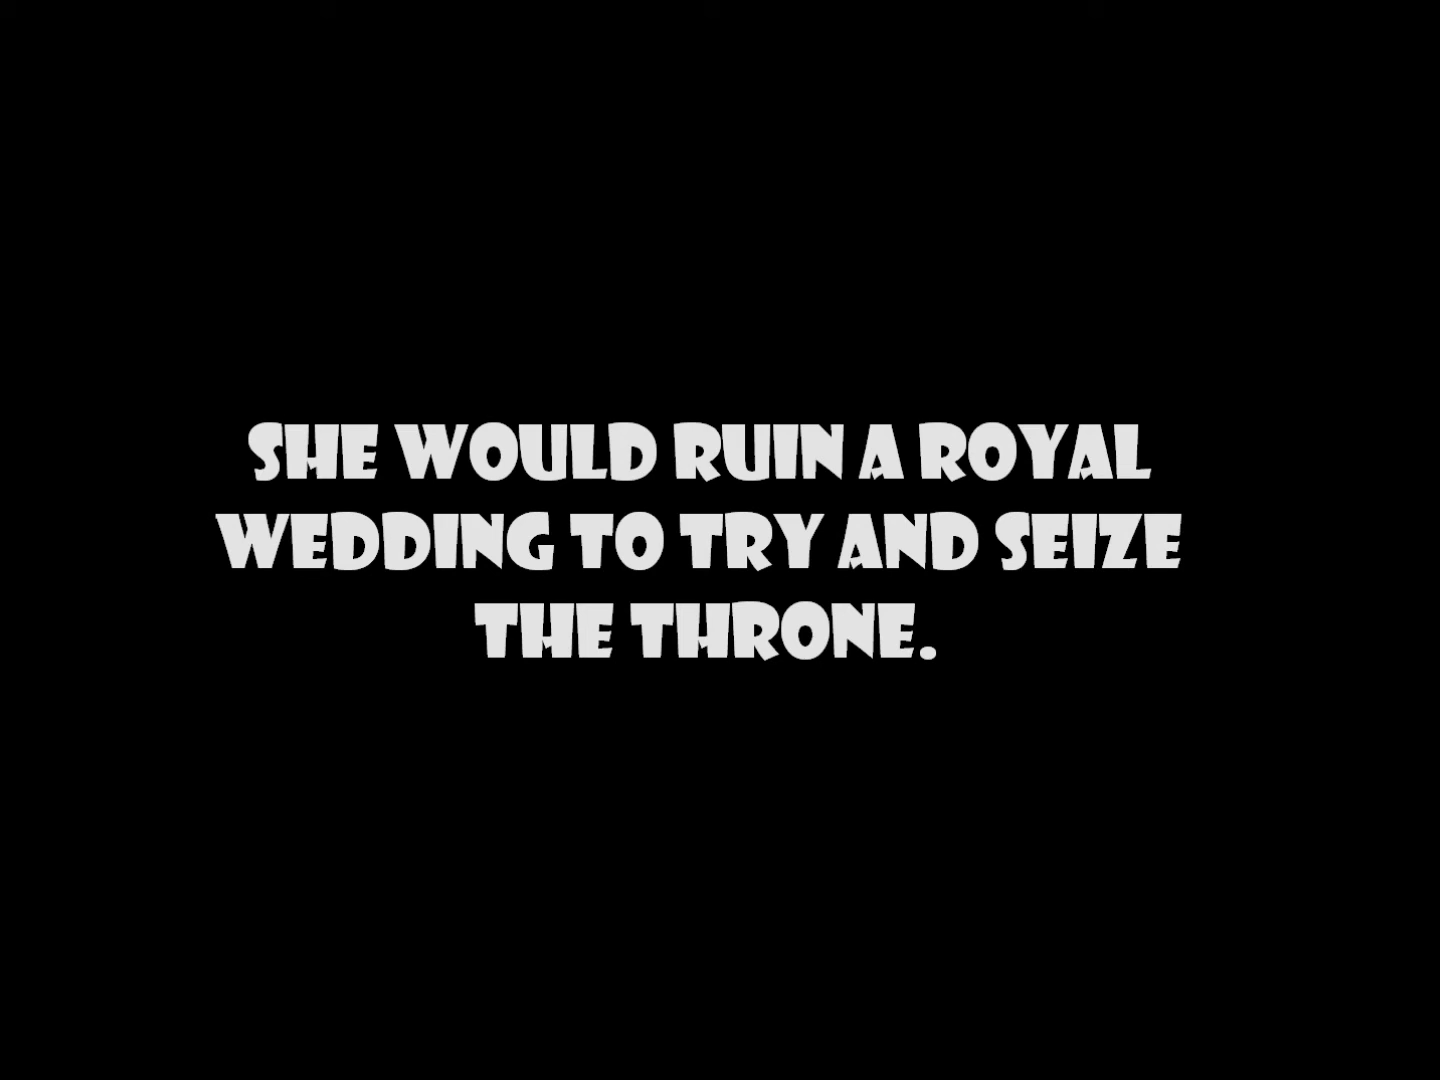 SHE WOULD RUIN A ROYAL
WEDDING TO TRY AND SEIZE
THE THRONE.